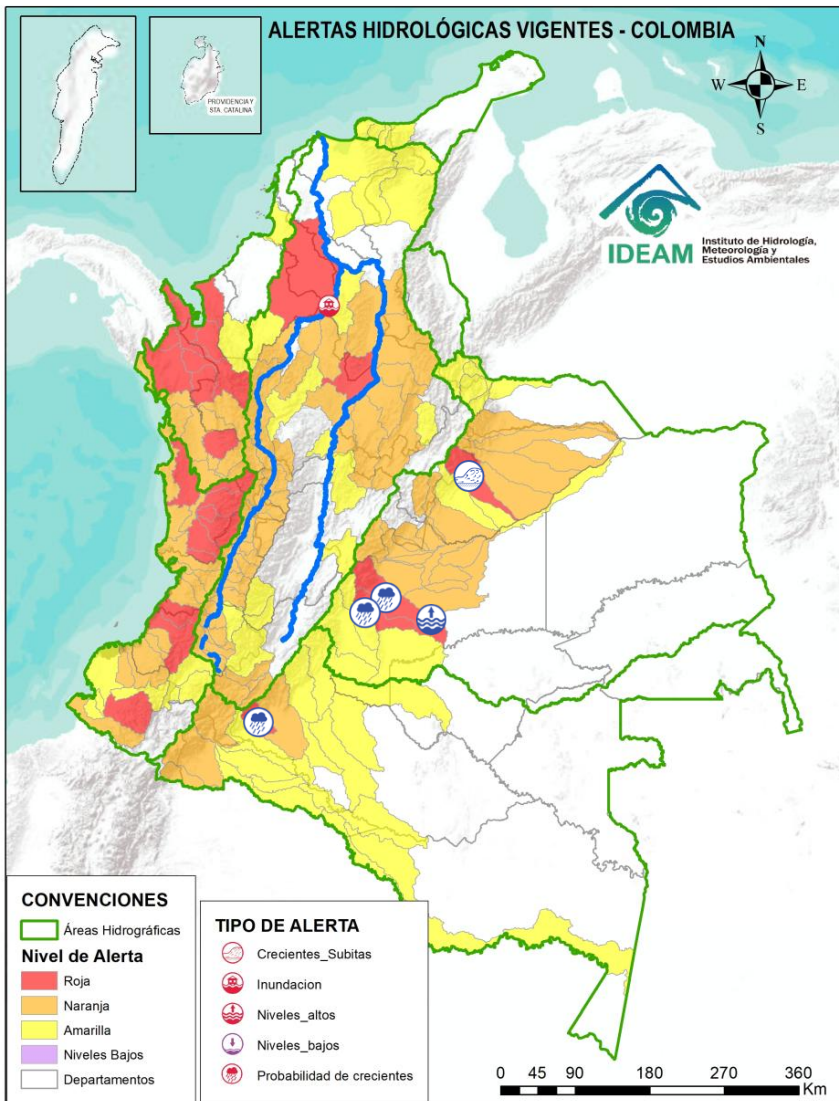 ALERTAS HIDROLÓGICAS VIGENTES - COLOMBIA
PROVIDENCIA Y
STA. CATALINA
N
W
E
S
IDEAM
Instituto de Hidrología,
Meteorología y
Estudios Ambientales
CONVENCIONES
Áreas Hidrográficas
Nivel de Alerta
Roja
Naranja
Amarilla
Niveles Bajos
Departamentos
TIPO DE ALERTA
Crecientes_Subitas
Inundacion
Niveles_altos
Niveles_bajos
Probabilidad de crecientes
0 45 90 180 270 360
Km